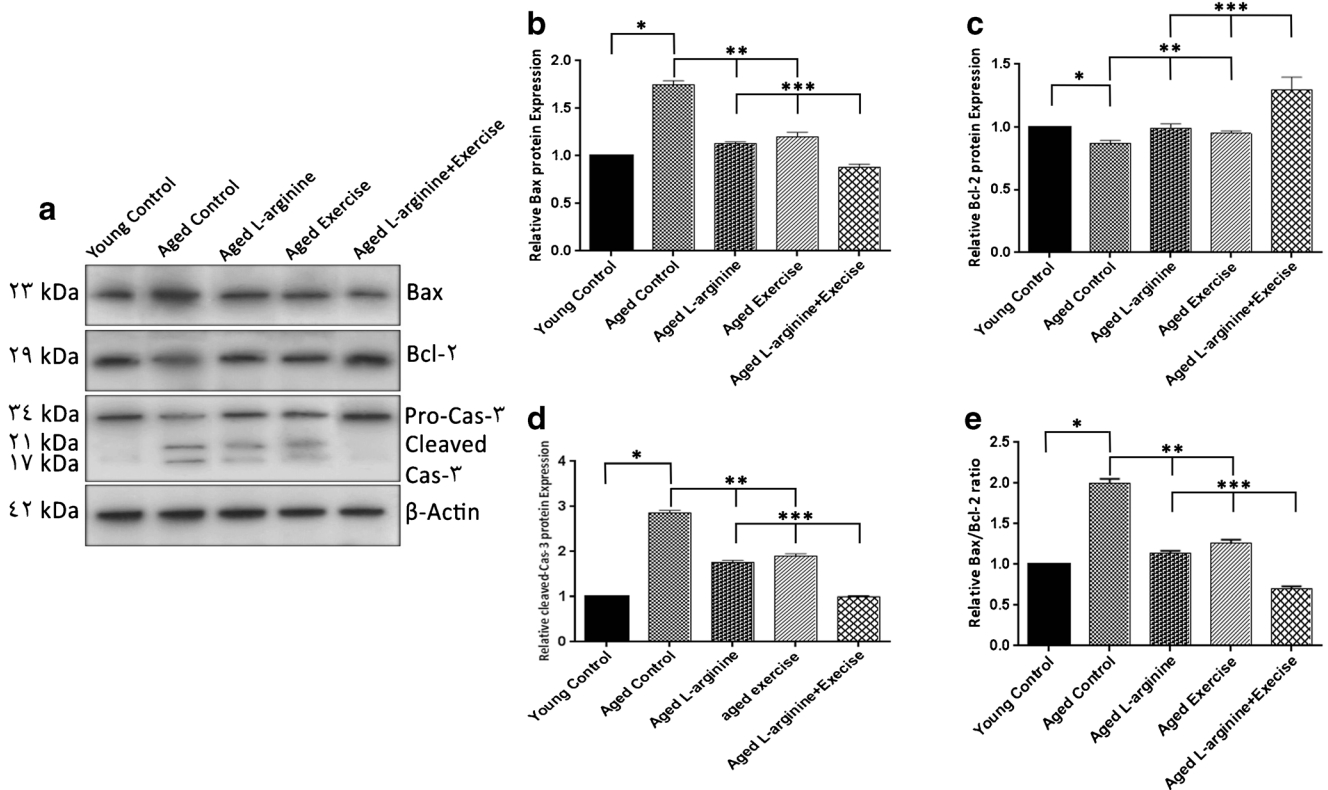 a
Young Control
Aged Control
Aged L-arginine
Aged Exercise
Aged L-arginine+Exercise
٢٣ kDa
Bax
٢٩ kDa
Bcl-٢
٣٤ kDa
Pro-Cas-٣
٢١ kDa
Cleaved
١٧ kDa
Cas-٣
٤٢ kDa
β-Actin
b
Relative Bax protein Expression
2.0
1.5
1.0
0.5
0.0
*
**
***
Young Control
Aged Control
Aged L-arginine
Aged Exercise
Aged L-arginine+Execise
c
Relative Bcl-2 protein Expression
1.5
1.0
0.5
0.0
*
**
***
Young Control
Aged Control
Aged L-arginine
Aged Exercise
Aged L-arginine+Execise
d
Relative cleaved-Cas-3 protein Expression
4
3
2
1
0
*
**
***
Young Control
Aged Control
Aged L-arginine
aged exercise
Aged L-arginine+Execise
e
Relative Bax/Bcl-2 ratio
2.5
2.0
1.5
1.0
0.5
0.0
*
**
***
Young Control
Aged Control
Aged L-arginine
Aged Exercise
Aged L-arginine+Execise